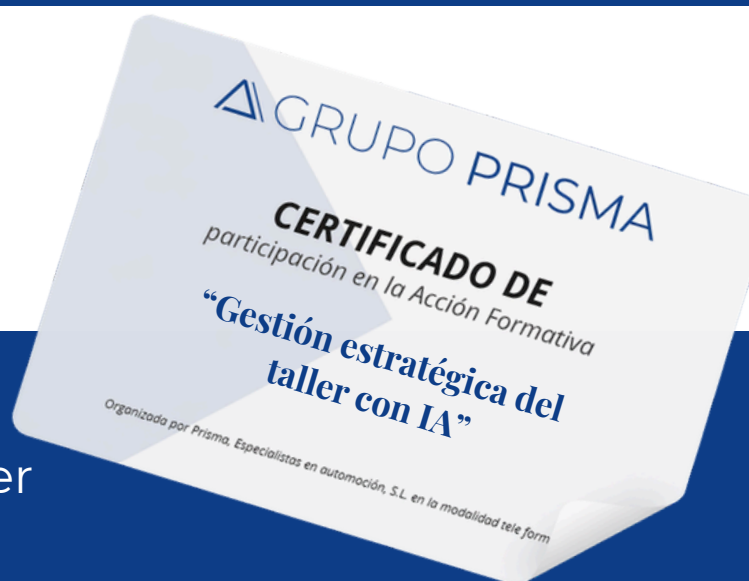 GRUPO PRISMA
CERTIFICADO DE
participación en la Acción Formativa
“Gestión estratégica del
taller con IA”
Organizada por Prisma, Especialistas en automoción, S.L. en la modalidad tele form
er